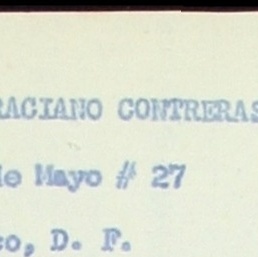 RACIANO CONTRERAS
de Mayo # 27
co, D. F.